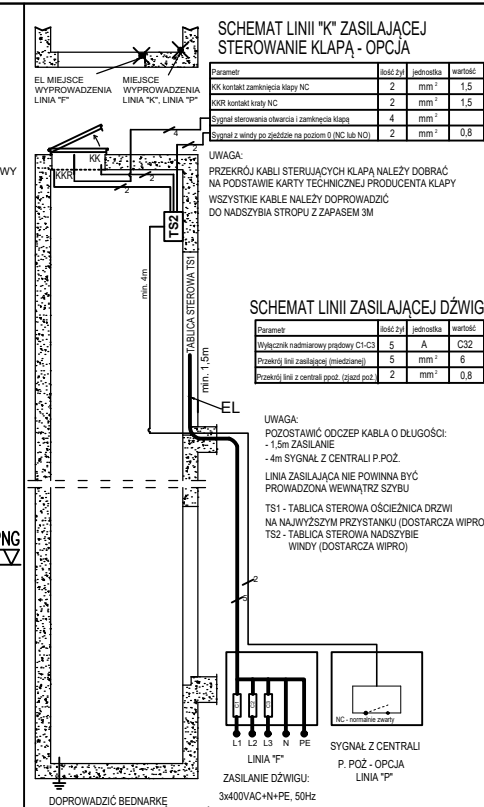 SCHEMAT LINII "K" ZASILAJĄCEJ
STEROWANIE KLAPĄ - OPCJA
EL MIEJSCE
WYPROWADZENIA
LINIA "F"
MIEJSCE
WYPROWADZENIA
LINIA "K", LINIA "P"
Parametr ilość żył jednostka wartość
KK kontakt zamknięcia klapy NC 2 mm² 1,5
KKR kontakt kraty NC 2 mm² 1,5
Sygnał sterowania otwarcia i zamknięcia klapą 4 mm²
Sygnał z windy po zjeździe na poziom 0 (NC lub NO) 2 mm² 0,8
UWAGA:
PRZEKRÓJ KABLI STERUJĄCYCH KLAPĄ NALEŻY DOBRAĆ
NA PODSTAWIE KARTY TECHNICZNEJ PRODUCENTA KLAPY
WSZYSTKIE KABLE NALEŻY DOPROWADZIĆ
DO NADSZYBIA STROPU Z ZAPASEM 3M
WY
4
2
KK
KKR
2
2
TS2
min. 4m
TABLICA STEROWA TS1
min. 1,5m
EL
SCHEMAT LINII ZASILAJĄCEJ DŹWIG
Parametr ilość żył jednostka wartość
Wyłącznik nadmiarowy prądowy C1-C3 5 A C32
Przekrój linii zasilającej (miedzianej) 5 mm² 6
Przekrój linii z centrali ppoż. (zjazd poż.) 2 mm² 0,8
UWAGA:
POZOSTAWIĆ ODCZEP KABLA O DŁUGOŚCI:
- 1,5m ZASILANIE
- 4m SYGNAŁ Z CENTRALI P.POŻ.
LINIA ZASILAJĄCA NIE POWINNA BYĆ
PROWADZONA WEWNĄTRZ SZYBU
TS1 - TABLICA STEROWA OŚCIEŻNICA DRZWI
NA NAJWYŻSZYM PRZYSTANKU (DOSTARCZA WIPRO
TS2 - TABLICA STEROWA NADSZYBIE
WINDY (DOSTARCZA WIPRO)
PNG
2
5
C1 C2 C3
NC - normalnie zwarty
L1 L2 L3 N PE
LINIA "F"
SYGNAŁ Z CENTRALI
P. POŻ - OPCJA
LINIA "P"
ZASILANIE DŹWIGU:
3x400VAC+N+PE, 50Hz
DOPROWADZIĆ BEDNARKĘ